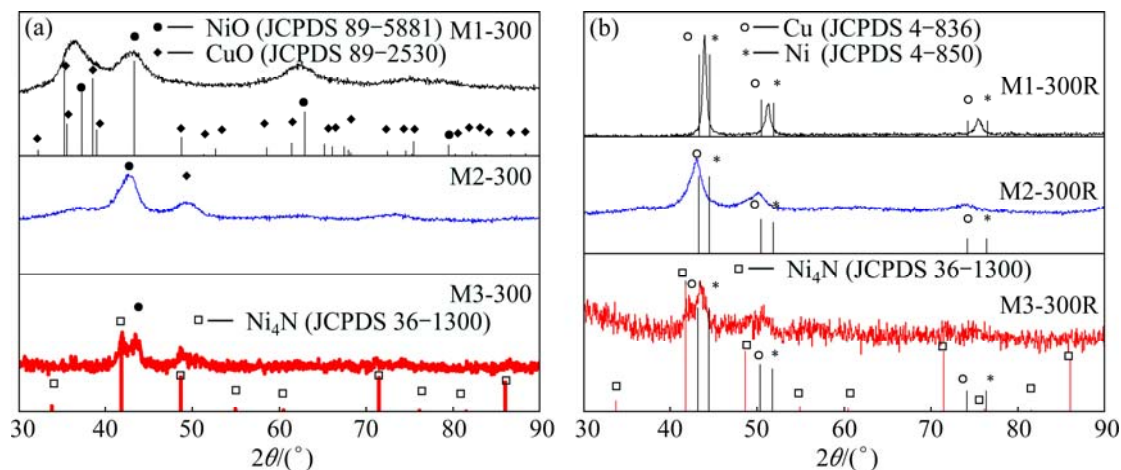 (a)
● — NiO (JCPDS 89-5881)
◆ — CuO (JCPDS 89-2530)
M1-300
M2-300
M3-300
□ — Ni₄N (JCPDS 36-1300)
30 40 50 60 70 80 90
2θ/(°)
(b)
○ — Cu (JCPDS 4-836)
* — Ni (JCPDS 4-850)
M1-300R
M2-300R
□ — Ni₄N (JCPDS 36-1300)
M3-300R
30 40 50 60 70 80 90
2θ/(°)